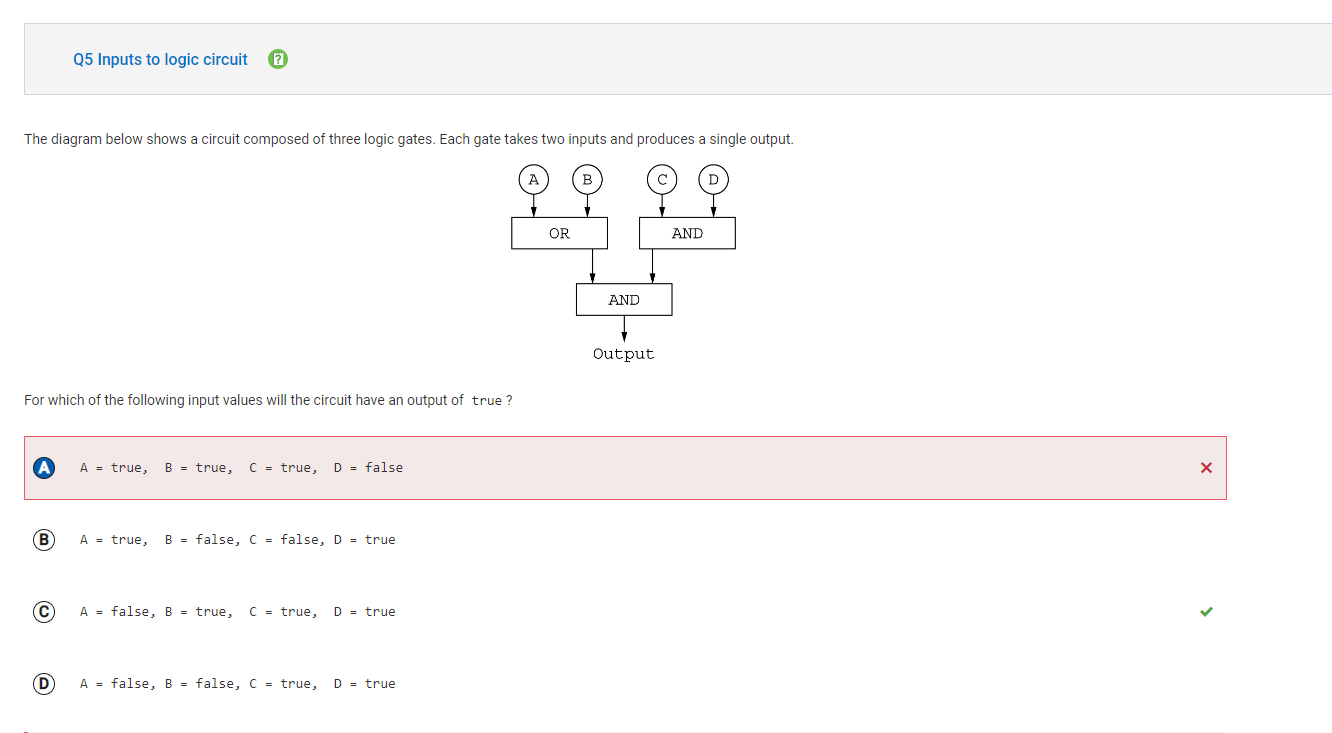 Q5 Inputs to logic circuit
The diagram below shows a circuit composed of three logic gates. Each gate takes two inputs and produces a single output.
A B C D
OR AND
AND
Output
For which of the following input values will the circuit have an output of true ?
A A = true, B = true, C = true, D = false
B A = true, B = false, C = false, D = true
C A = false, B = true, C = true, D = true
D A = false, B = false, C = true, D = true